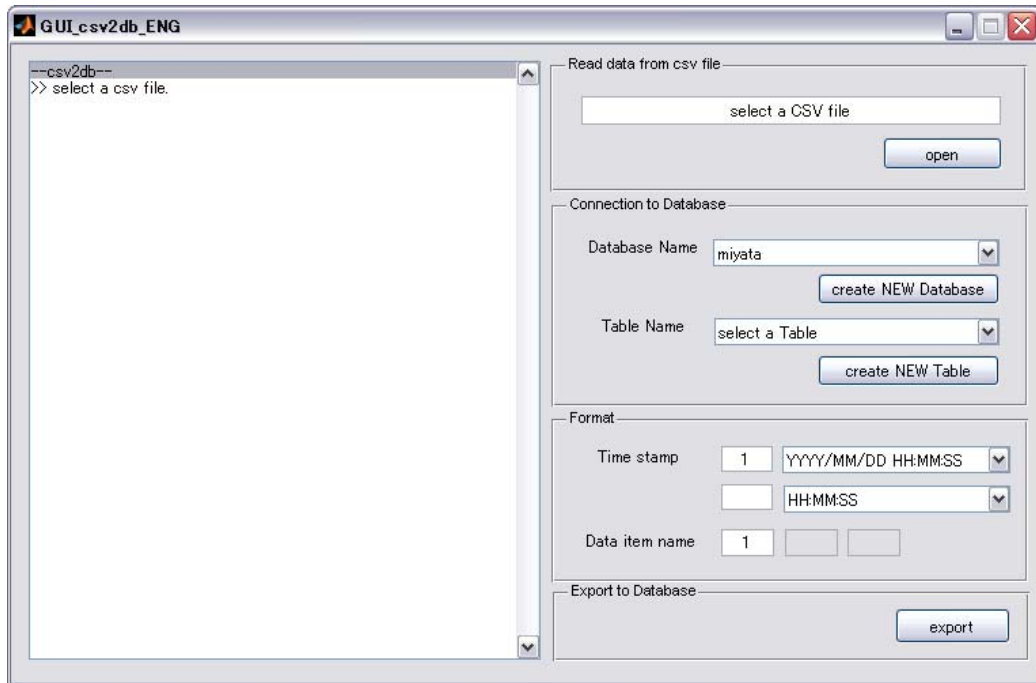 GUI_csv2db_ENG
--csv2db--
>> select a csv file.
Read data from csv file
select a CSV file
open
Connection to Database
Database Name
miyata
create NEW Database
Table Name
select a Table
create NEW Table
Format
Time stamp
1
YYYY/MM/DD HH:MM:SS
HH:MM:SS
Data item name
1
Export to Database
export